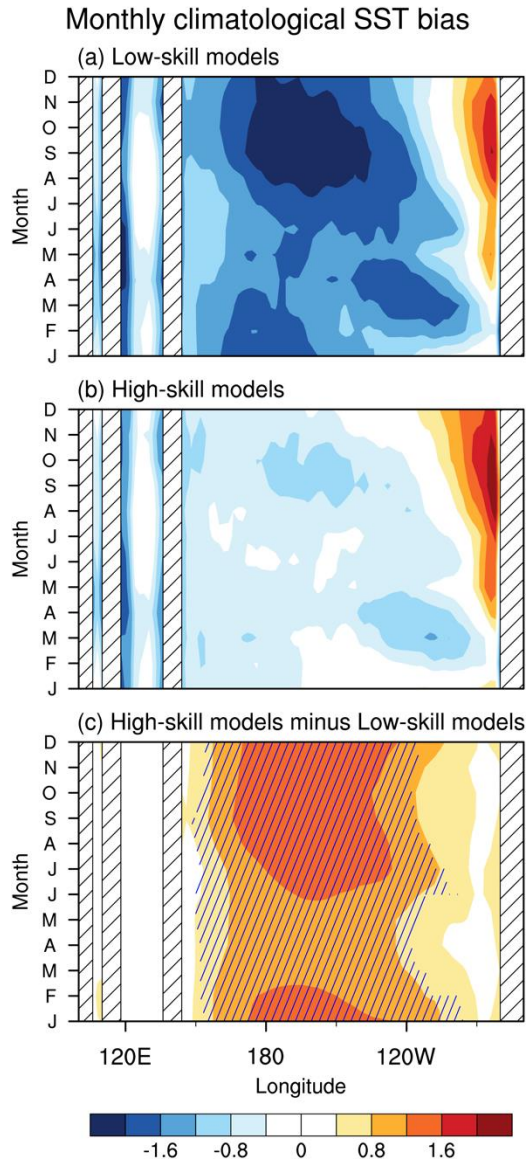 Monthly climatological SST bias
(a) Low-skill models
D
N
O
S
A
J
J
M
A
M
F
J
Month
(b) High-skill models
D
N
O
S
A
J
J
M
A
M
F
J
Month
(c) High-skill models minus Low-skill models
D
N
O
S
A
J
J
M
A
M
F
J
Month
120E 180 120W
Longitude
-1.6 -0.8 0 0.8 1.6